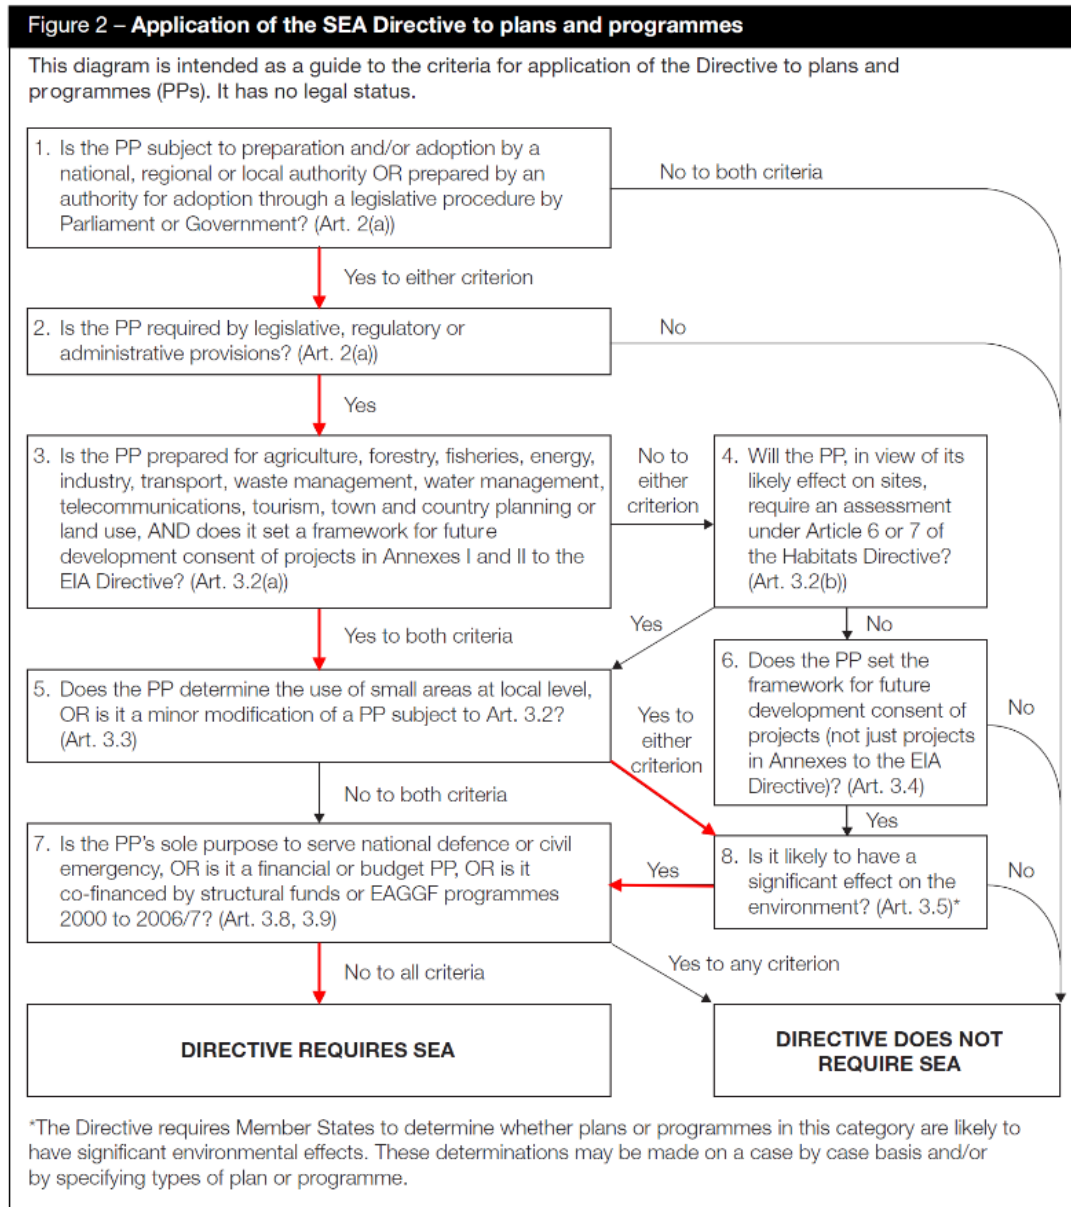 Figure 2 – Application of the SEA Directive to plans and programmes
This diagram is intended as a guide to the criteria for application of the Directive to plans and
programmes (PPs). It has no legal status.
1. Is the PP subject to preparation and/or adoption by a
national, regional or local authority OR prepared by an
authority for adoption through a legislative procedure by
Parliament or Government? (Art. 2(a))
No to both criteria
Yes to either criterion
2. Is the PP required by legislative, regulatory or
administrative provisions? (Art. 2(a))
No
Yes
3. Is the PP prepared for agriculture, forestry, fisheries, energy,
industry, transport, waste management, water management,
telecommunications, tourism, town and country planning or
land use, AND does it set a framework for future
development consent of projects in Annexes I and II to the
EIA Directive? (Art. 3.2(a))
No to
either
criterion
4. Will the PP, in view of its
likely effect on sites,
require an assessment
under Article 6 or 7 of
the Habitats Directive?
(Art. 3.2(b))
Yes to both criteria
Yes
No
5. Does the PP determine the use of small areas at local level,
OR is it a minor modification of a PP subject to Art. 3.2?
(Art. 3.3)
Yes to
either
criterion
6. Does the PP set the
framework for future
development consent of
projects (not just projects
in Annexes to the EIA
Directive)? (Art. 3.4)
No
No to both criteria
Yes
7. Is the PP's sole purpose to serve national defence or civil
emergency, OR is it a financial or budget PP, OR is it
co-financed by structural funds or EAGGF programmes
2000 to 2006/7? (Art. 3.8, 3.9)
Yes
8. Is it likely to have a
significant effect on the
environment? (Art. 3.5)*
No
No to all criteria
Yes to any criterion
DIRECTIVE REQUIRES SEA
DIRECTIVE DOES NOT
REQUIRE SEA
*The Directive requires Member States to determine whether plans or programmes in this category are likely to
have significant environmental effects. These determinations may be made on a case by case basis and/or
by specifying types of plan or programme.